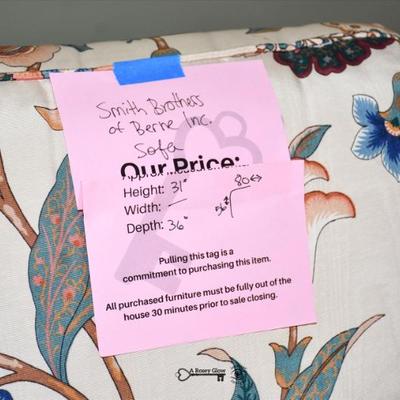 Smith Brothers
of Berne Inc.
Sofa
Our Price:
Height: 31"
80
Width: —
Depth: 36"
Pulling this tag is a
commitment to purchasing this item.
All purchased furniture must be fully out of the
house 30 minutes prior to sale closing.
A Rosey Glow